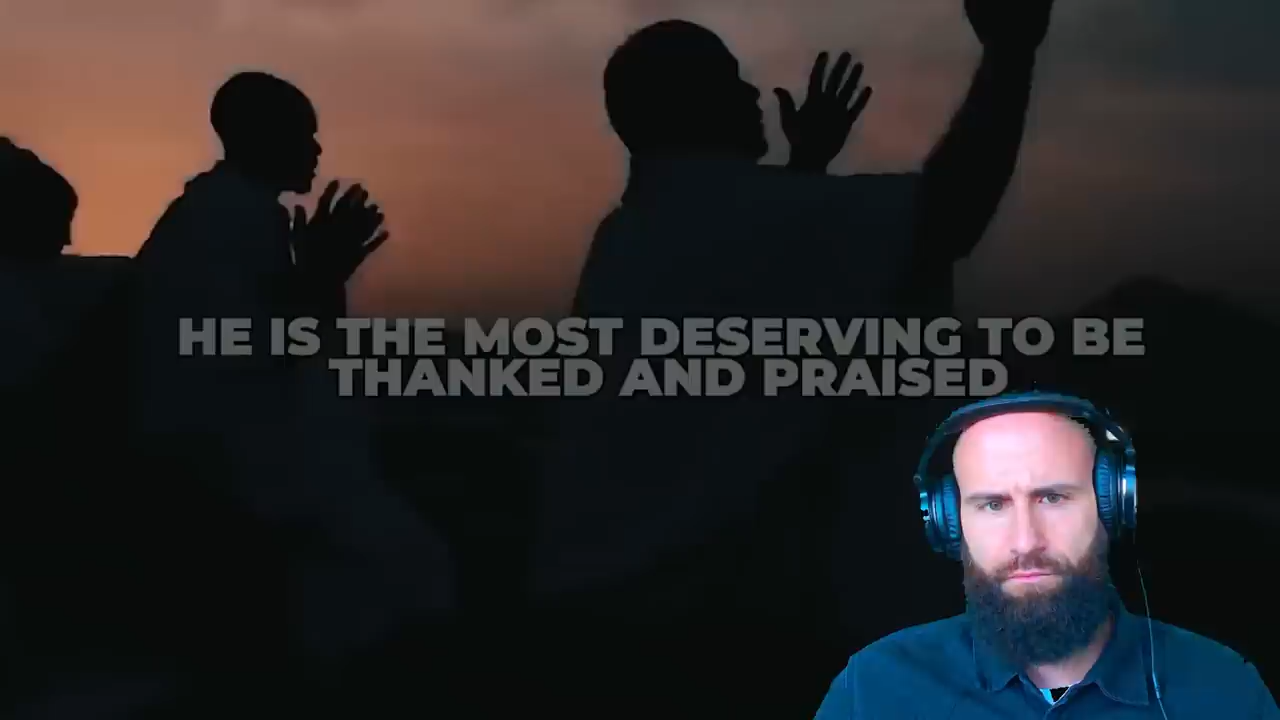 HE IS THE MOST DESERVING TO BE
THANKED AND PRAISED